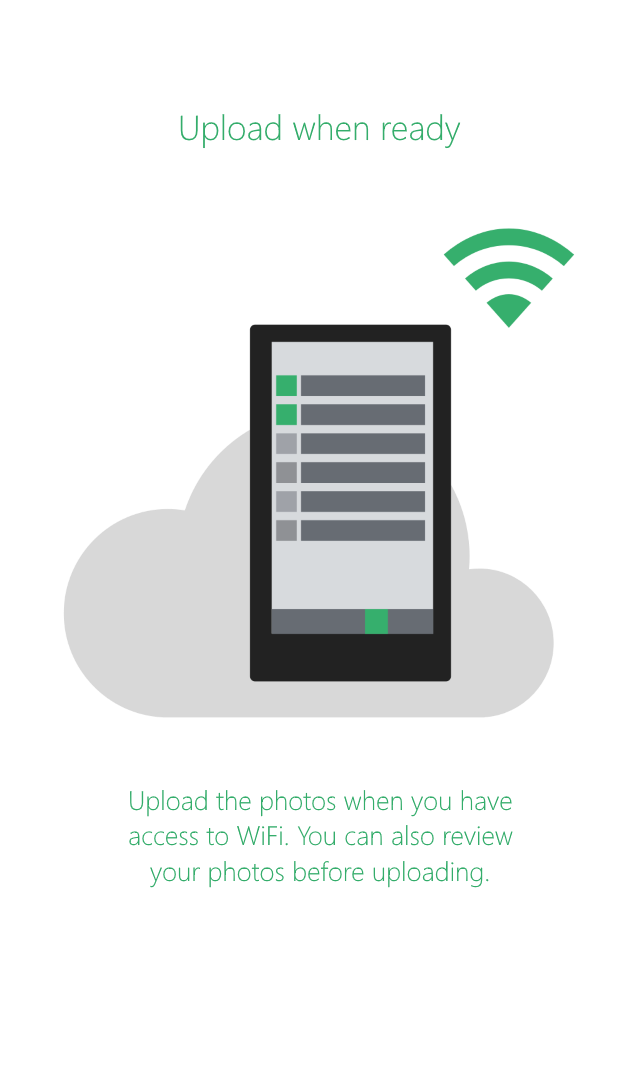 Upload when ready
Upload the photos when you have
access to WiFi. You can also review
your photos before uploading.